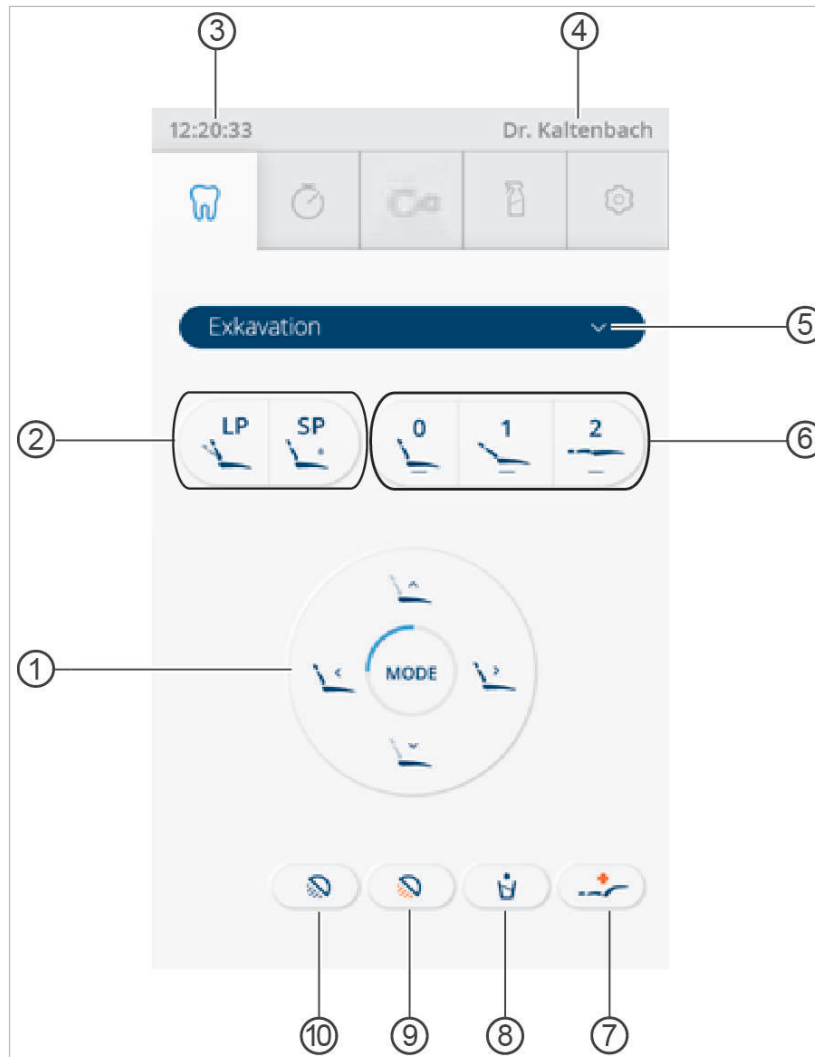 3 4
12:20:33 Dr. Kaltenbach
Exkavation 5
2 LP SP 0 1 2 6
1 MODE
10 9 8 7